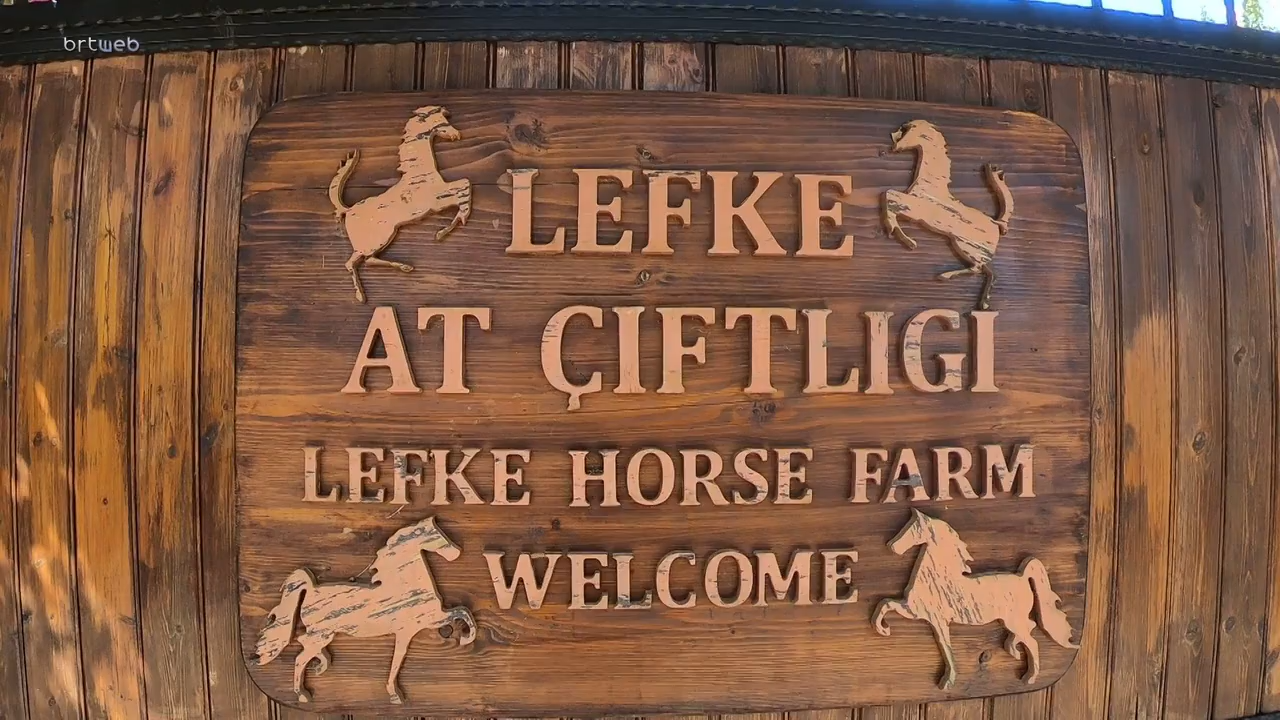 brtweb
LEFKE
AT ÇIFTLIGI
LEFKE HORSE FARM
WELCOME